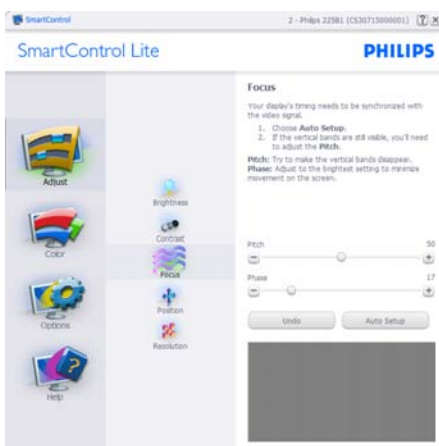 SmartControl
2 - Philips 225B1 (CS30715000001)
SmartControl Lite
PHILIPS
Focus
Your display's timing needs to be synchronized with
the video signal.
1. Choose Auto Setup.
2. If the vertical bands are still visible, you'll need
to adjust the Pitch.
Pitch: Try to make the vertical bands disappear.
Phase: Adjust to the brightest setting to minimize
movement on the screen.
Adjust
Color
Options
Help
Brightness
Contrast
Focus
Position
Resolution
Pitch 50
Phase 17
Undo
Auto Setup